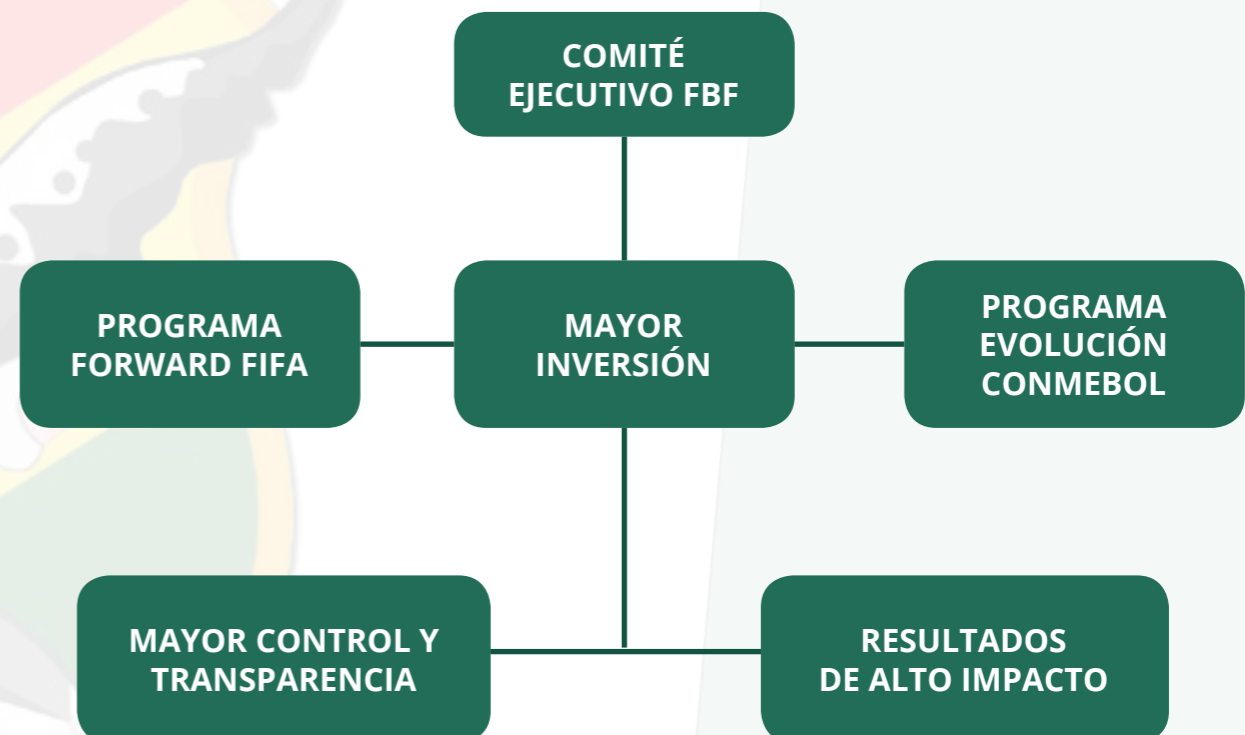 COMITÉ
EJECUTIVO FBF
PROGRAMA
FORWARD FIFA
MAYOR
INVERSIÓN
PROGRAMA
EVOLUCIÓN
CONMEBOL
MAYOR CONTROL Y
TRANSPARENCIA
RESULTADOS
DE ALTO IMPACTO